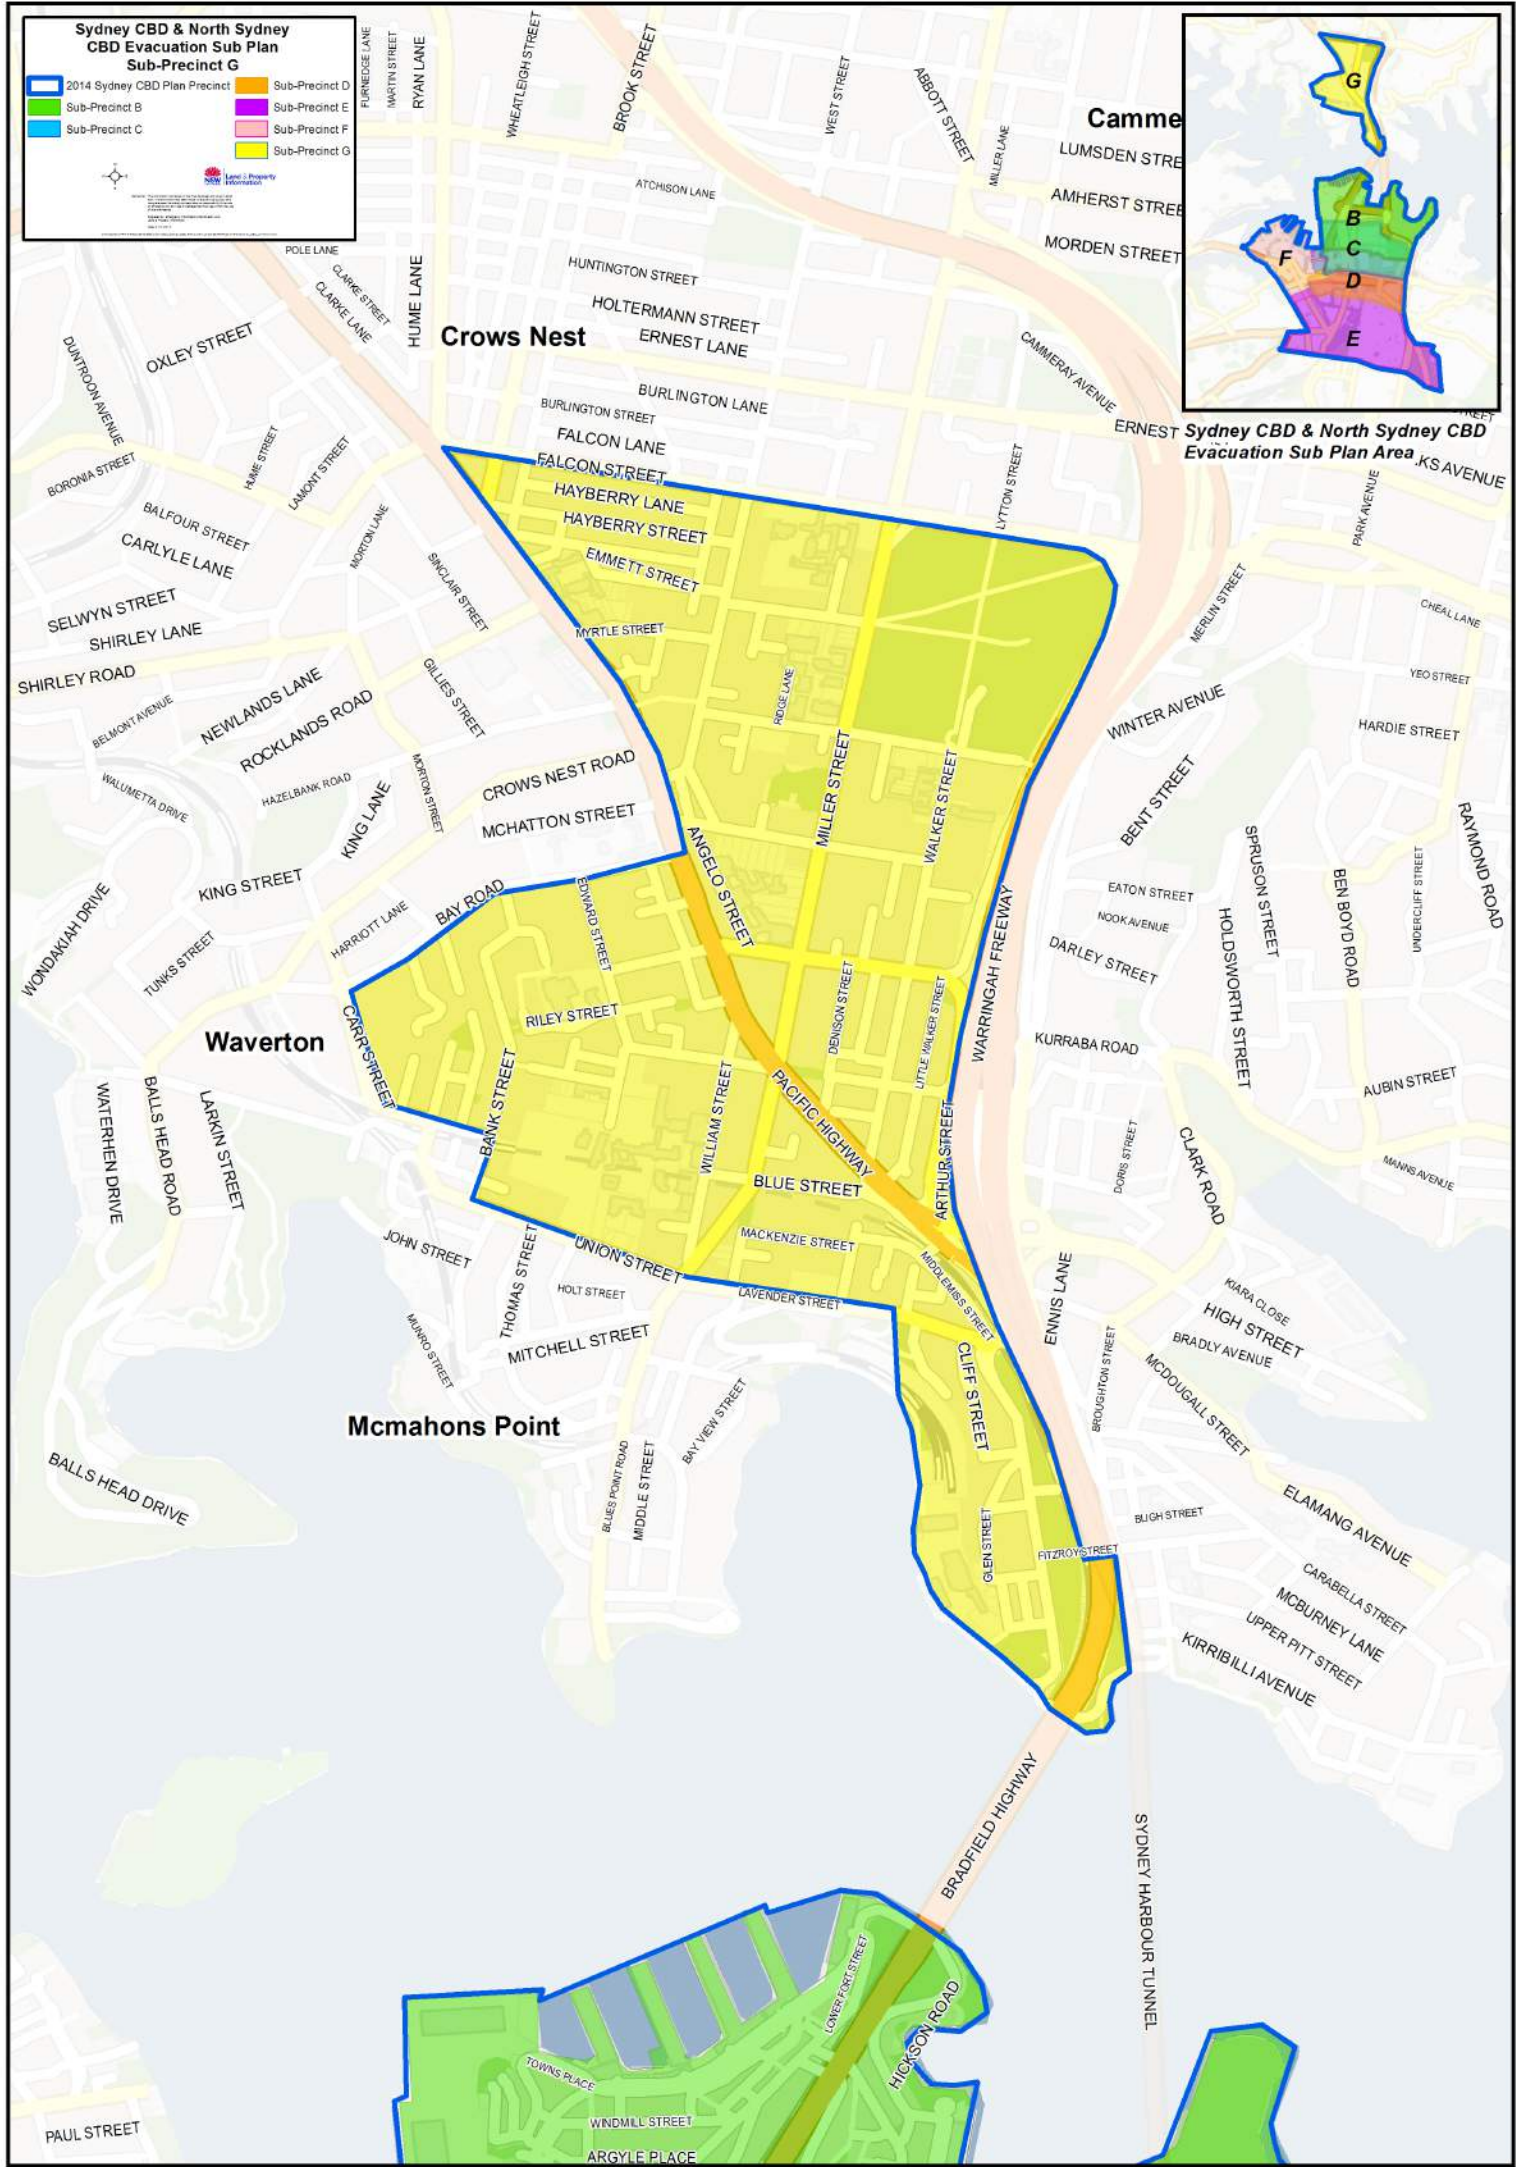 Sydney CBD & North Sydney
CBD Evacuation Sub Plan
Sub-Precinct G
2014 Sydney CBD Plan Precinct
Sub-Precinct B
Sub-Precinct C
Sub-Precinct D
Sub-Precinct E
Sub-Precinct F
Sub-Precinct G
NSW
Land & Property
Information
G
B
C
F
D
E
Sydney CBD & North Sydney CBD
Evacuation Sub Plan Area
FURNEDGE LANE
MARTIN STREET
RYAN LANE
WHEATLEIGH STREET
BROOK STREET
WEST STREET
ABBOTT STREET
MILLER LANE
Camme
LUMSDEN STRE
AMHERST STREE
MORDEN STREET
ATCHISON LANE
POLE LANE
CLARKE STREET
CLARKE LANE
HUME LANE
HUNTINGTON STREET
HOLTERMANN STREET
ERNEST LANE
Crows Nest
OXLEY STREET
DUNTROON AVENUE
CAMMERAY AVENUE
BURLINGTON LANE
BURLINGTON STREET
ERNEST
REET
KS AVENUE
FALCON LANE
FALCON STREET
HAYBERRY LANE
HAYBERRY STREET
EMMETT STREET
LYTTON STREET
PARK AVENUE
HUME STREET
LAMONT STREET
BORONIA STREET
BALFOUR STREET
CARLYLE LANE
MORTON LANE
SINCLAIR STREET
SELWYN STREET
SHIRLEY LANE
SHIRLEY ROAD
MYRTLE STREET
MERLIN STREET
CHEAL LANE
YEO STREET
HARDIE STREET
WINTER AVENUE
GILLIES STREET
NEWLANDS LANE
ROCKLANDS ROAD
BELMONT AVENUE
RIDGE LANE
MILLER STREET
WALKER STREET
WALUMETTA DRIVE
HAZELBANK ROAD
KING LANE
MORTON STREET
CROWS NEST ROAD
MCHATTON STREET
BENT STREET
SPRUSON STREET
RAYMOND ROAD
ANGELO STREET
KING STREET
BAY ROAD
EDWARD STREET
HARRIOTT LANE
WONDAKIAH DRIVE
TUNKS STREET
EATON STREET
NOOK AVENUE
DARLEY STREET
HOLDSWORTH STREET
BEN BOYD ROAD
UNDERCLIFF STREET
WARRINGAH FREEWAY
DENISON STREET
LITTLE WALKER STREET
RILEY STREET
CARR STREET
Waverton
KURRABA ROAD
AUBIN STREET
BANK STREET
WILLIAM STREET
PACIFIC HIGHWAY
WATERHEN DRIVE
BALLS HEAD ROAD
LARKIN STREET
ARTHUR STREET
DORIS STREET
CLARK ROAD
MANNS AVENUE
BLUE STREET
MACKENZIE STREET
JOHN STREET
THOMAS STREET
UNION STREET
HOLT STREET
LAVENDER STREET
MIDDLEMISS STREET
ENNIS LANE
KIARA CLOSE
HIGH STREET
BRADLY AVENUE
MUNRO STREET
MITCHELL STREET
CLIFF STREET
BROUGHTON STREET
MCDOUGALL STREET
Mcmahons Point
BAY VIEW STREET
BLUES POINT ROAD
MIDDLE STREET
BALLS HEAD DRIVE
GLEN STREET
FITZROY STREET
BLIGH STREET
ELAMANG AVENUE
CARABELLA STREET
MCBURNEY LANE
UPPER PITT STREET
KIRRIBILLI AVENUE
BRADFIELD HIGHWAY
SYDNEY HARBOUR TUNNEL
LOWER FORT STREET
HICKSON ROAD
TOWNS PLACE
WINDMILL STREET
ARGYLE PLACE
PAUL STREET